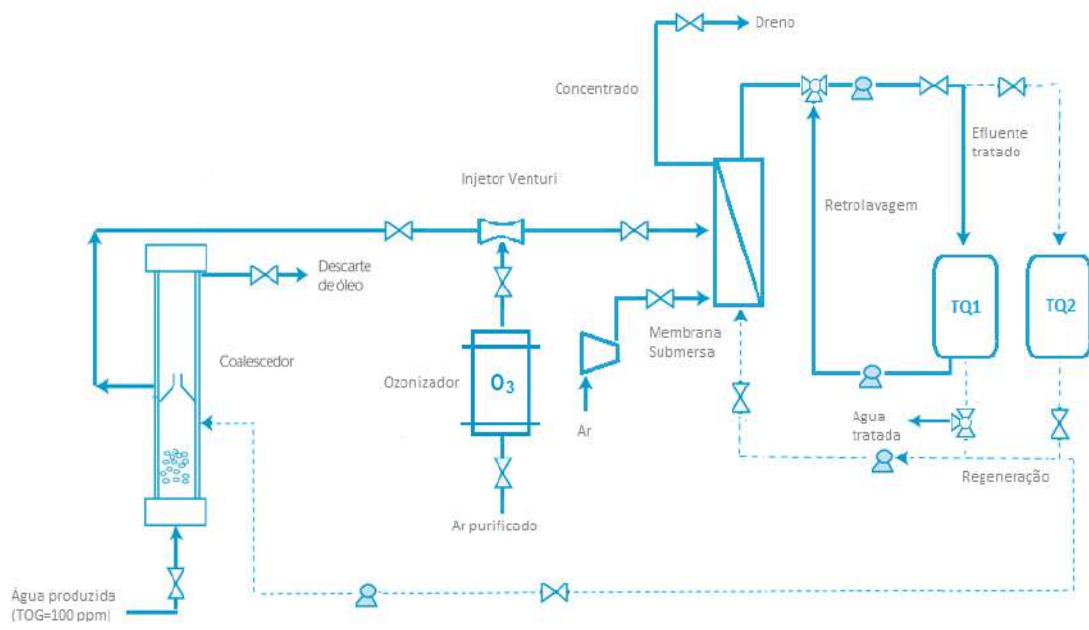 Dreno
Concentrado
Efluente
tratado
Injetor Venturi
Retrolavagem
Descarte
de óleo
TQ1
TQ2
Membrana
Submersa
Coalescedor
Ozonizador
O3
Ar
Agua
tratada
Regeneração
Ar purificado
Água produzida
(TOG=100 ppm)